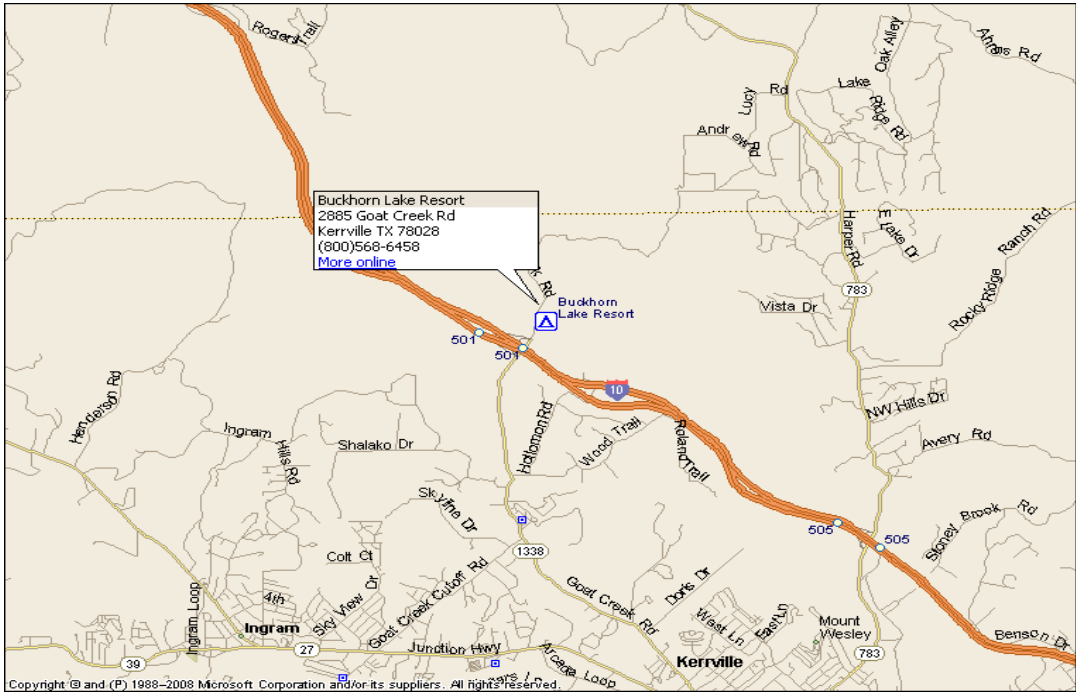 Rogers Trail
Oak Alley
Ahrns Rd
Lake
Ridge Rd
Lucy
Rd
Andrew Rd
Buckhorn Lake Resort
2885 Goat Creek Rd
Kerrville TX 78028
(800)568-6458
More online
E Lake Dr
Harper Rd
Rocky Ridge Ranch Rd
783
Rd
Buckhorn
Lake Resort
Vista Dr
501
501
10
Henderson Rd
NW Hills Dr
Ingram
Hills Rd
Shalako Dr
Hollomon Rd
Wood Trail
Roland Trail
Avery Rd
Skyline Dr
Stoney Brook Rd
505
505
1338
Colt Ct
Goat Creek Cutoff Rd
Goat Creek Rd
Doris Dr
4th
Sky View Dr
Ingram Loop
Ingram
West Ln
East Ln
Mount
Wesley
Benson Dr
39
27
Junction Hwy
Arcadia Loop
Kerrville
783
Copyright © and (P) 1988–2008 Microsoft Corporation and/or its suppliers. All rights reserved.